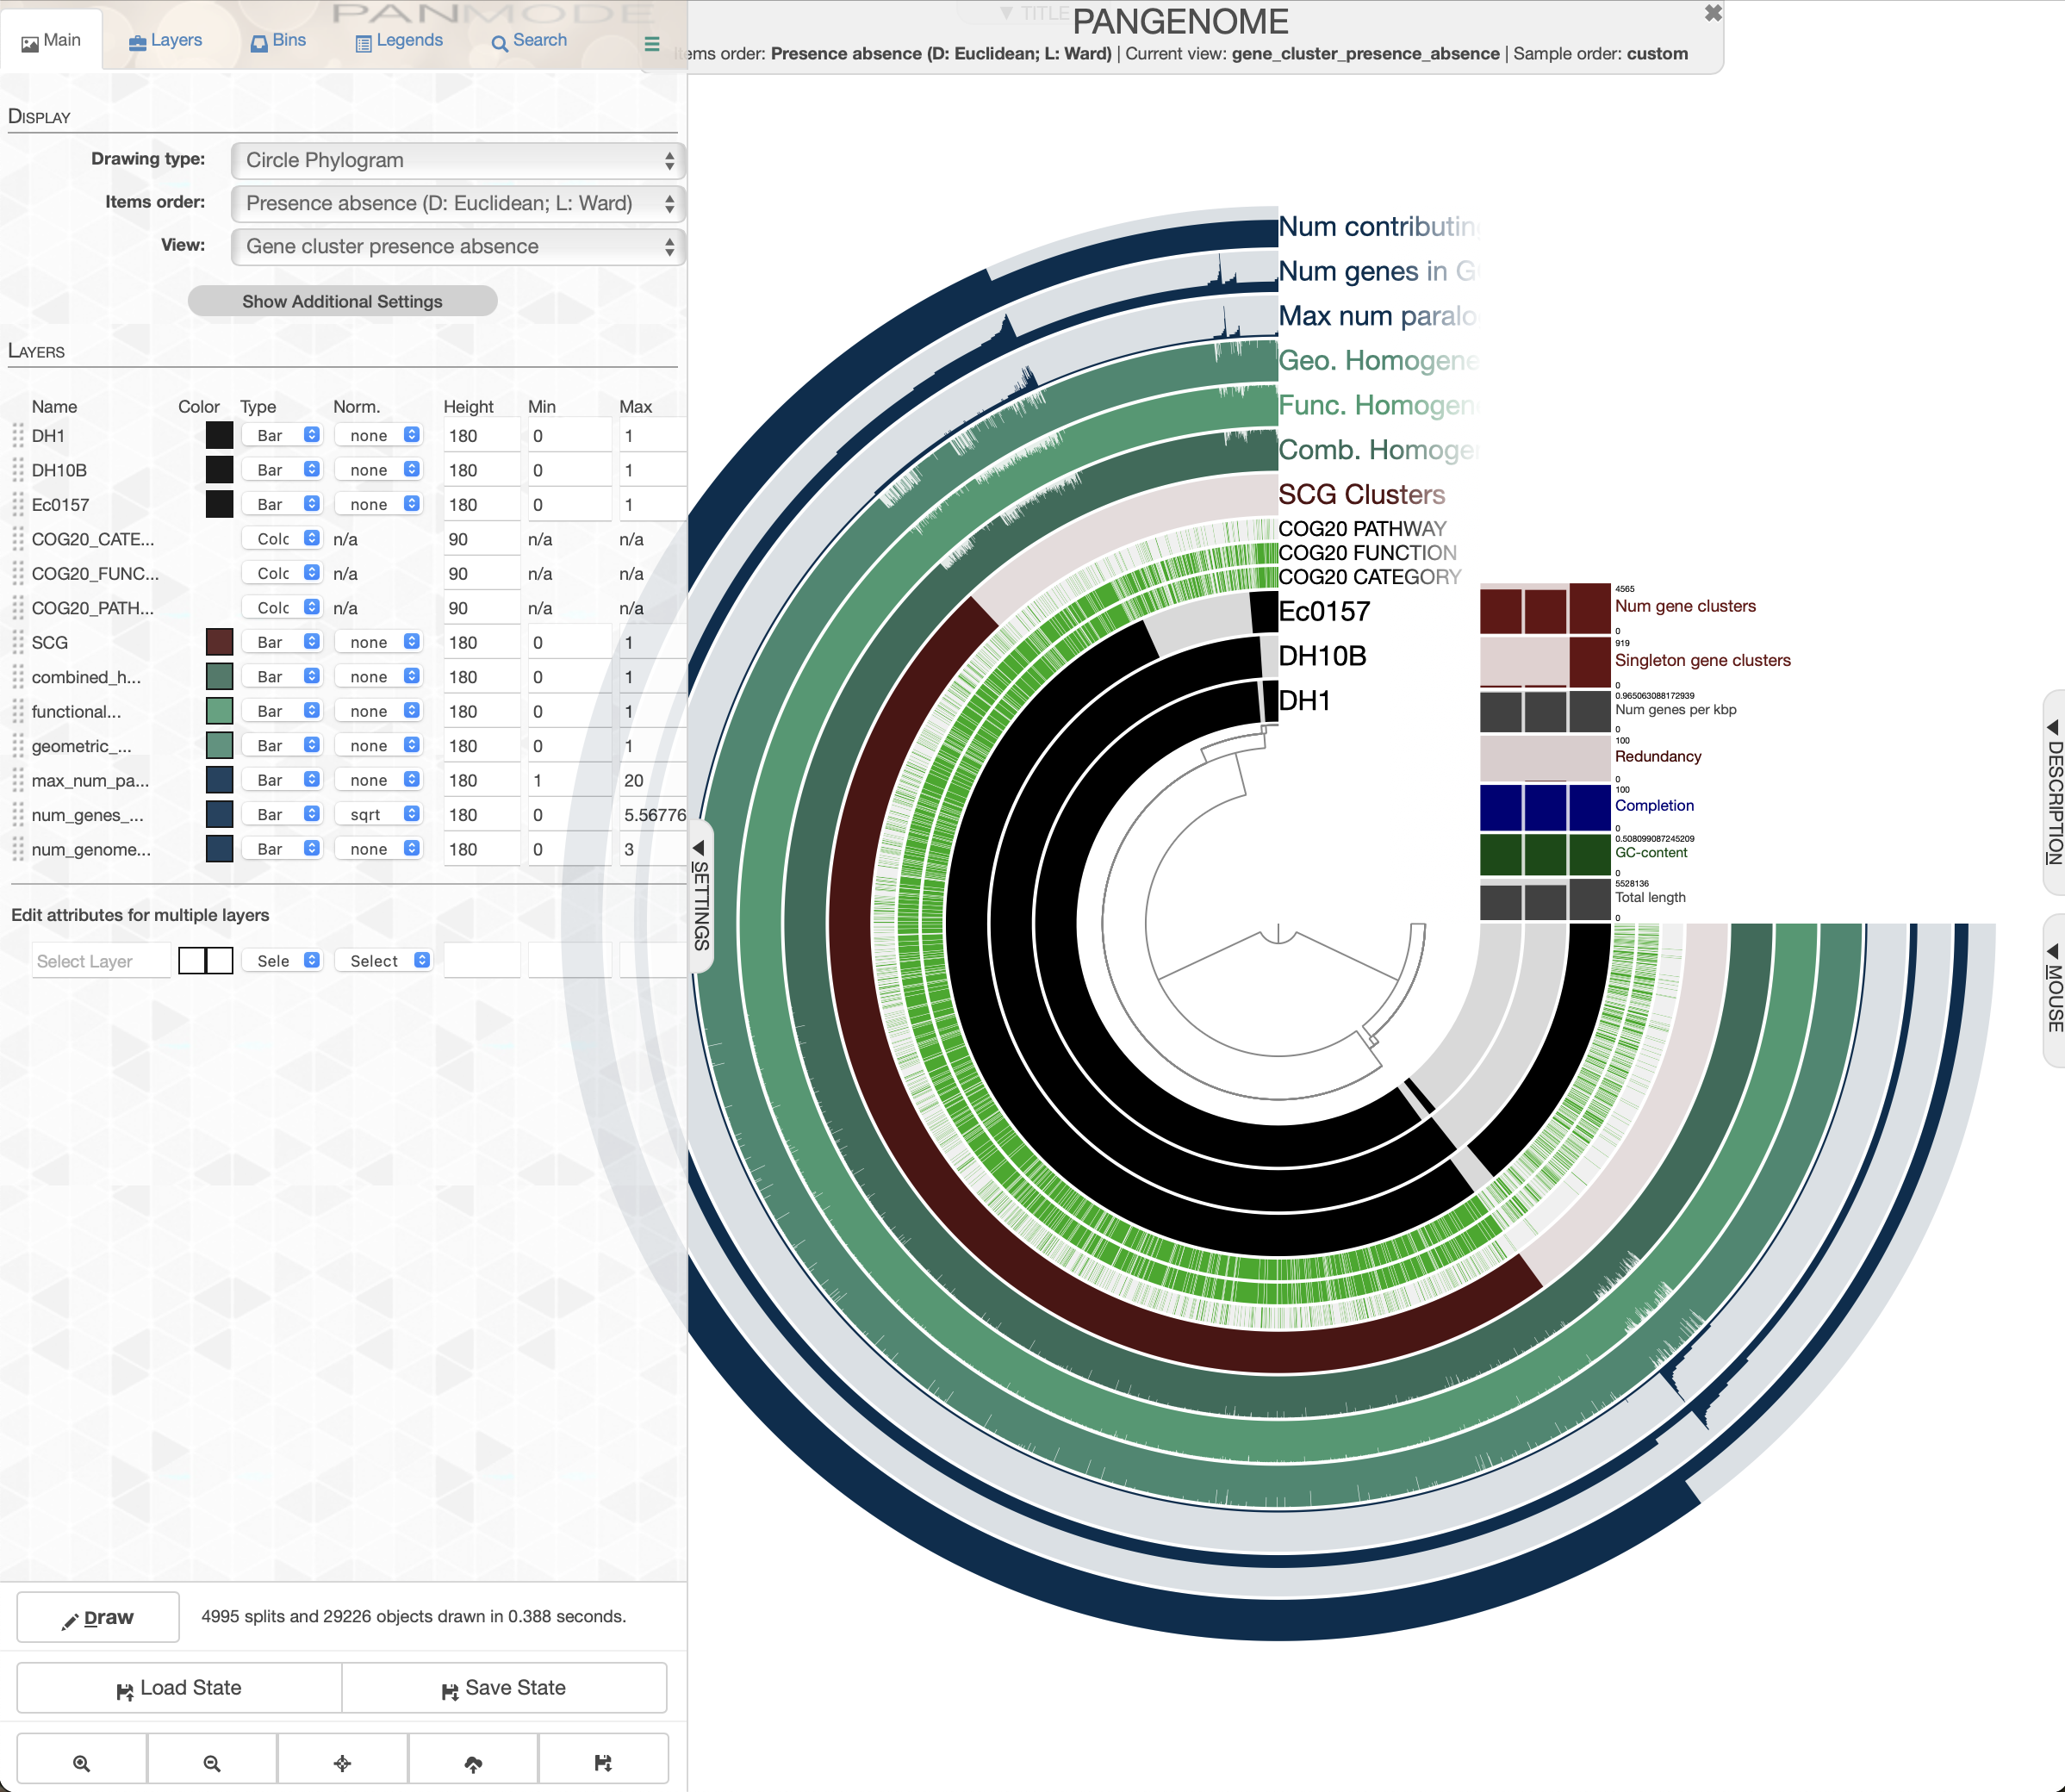 PANMODE
Main
Layers
Bins
Legends
Search
▼ TITLE
PANGENOME
Items order: Presence absence (D: Euclidean; L: Ward) | Current view: gene_cluster_presence_absence | Sample order: custom
DISPLAY
Drawing type: Circle Phylogram
Items order: Presence absence (D: Euclidean; L: Ward)
View: Gene cluster presence absence
Show Additional Settings
LAYERS
Name Color Type Norm. Height Min Max
DH1 Bar none 180 0 1
DH10B Bar none 180 0 1
Ec0157 Bar none 180 0 1
COG20_CATE... Colc n/a 90 n/a n/a
COG20_FUNC... Colc n/a 90 n/a n/a
COG20_PATH... Colc n/a 90 n/a n/a
SCG Bar none 180 0 1
combined_h... Bar none 180 0 1
functional... Bar none 180 0 1
geometric_... Bar none 180 0 1
max_num_pa... Bar none 180 1 20
num_genes_... Bar sqrt 180 0 5.56776
num_genome... Bar none 180 0 3
Edit attributes for multiple layers
Select Layer Sele Select
Draw
4995 splits and 29226 objects drawn in 0.388 seconds.
Load State
Save State
SETTINGS
Num contributin
Num genes in G
Max num paralo
Geo. Homogene
Func. Homogen
Comb. Homoge
SCG Clusters
COG20 PATHWAY
COG20 FUNCTION
COG20 CATEGORY
Ec0157
DH10B
DH1
4565
Num gene clusters
0
919
Singleton gene clusters
0
0.965063088172939
Num genes per kbp
0
100
Redundancy
0
100
Completion
0
0.508099087245209
GC-content
0
5528136
Total length
0
DESCRIPTION
MOUSE